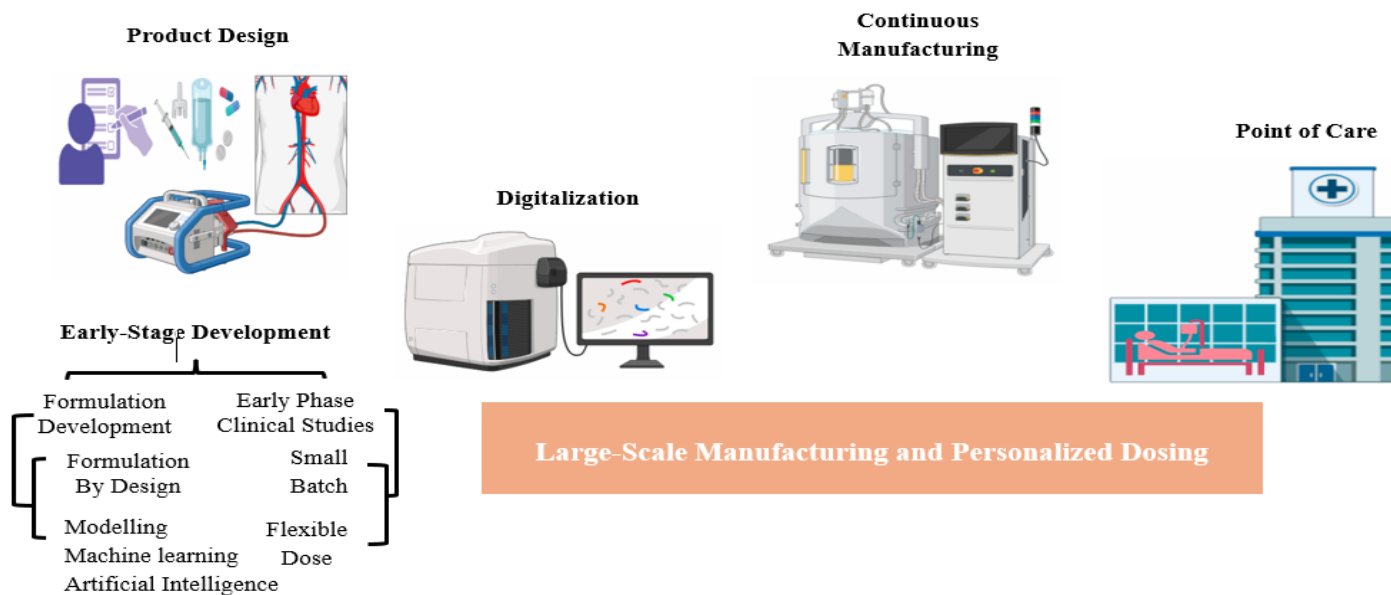 Product Design
Continuous
Manufacturing
Point of Care
Digitalization
Early-Stage Development
Formulation
Development
Early Phase
Clinical Studies
Formulation
By Design
Small
Batch
Modelling
Machine learning
Artificial Intelligence
Flexible
Dose
Large-Scale Manufacturing and Personalized Dosing